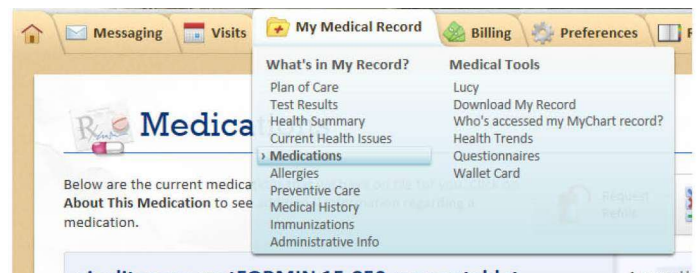 Messaging
Visits
My Medical Record
Billing
Preferences
What's in My Record?
Plan of Care
Test Results
Health Summary
Current Health Issues
› Medications
Allergies
Preventive Care
Medical History
Immunizations
Administrative Info
Medical Tools
Lucy
Download My Record
Who's accessed my MyChart record?
Health Trends
Questionnaires
Wallet Card
Below are the current
About This Medication to see
medication.
Request
Refills